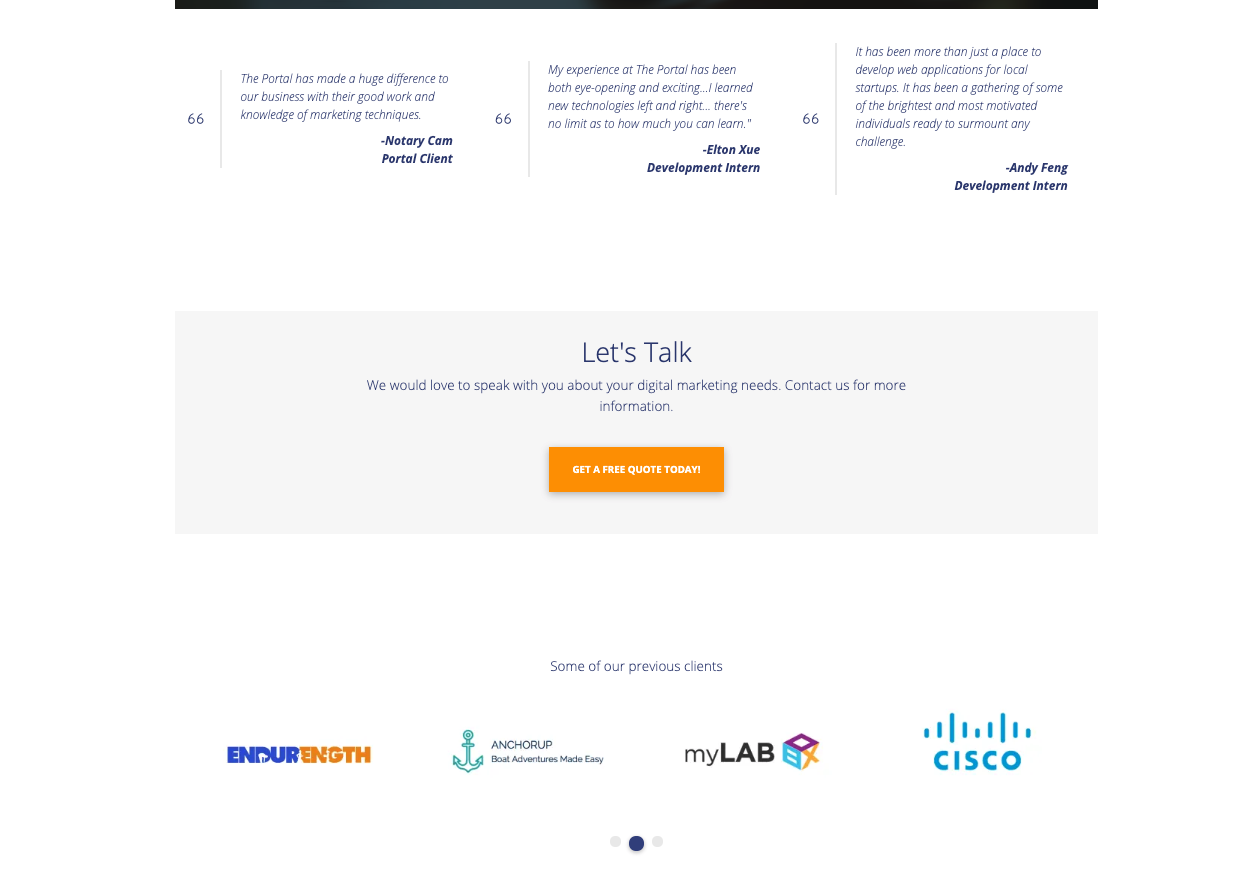 66
The Portal has made a huge difference to
our business with their good work and
knowledge of marketing techniques.
-Notary Cam
Portal Client
66
My experience at The Portal has been
both eye-opening and exciting...I learned
new technologies left and right... there's
no limit as to how much you can learn."
-Elton Xue
Development Intern
66
It has been more than just a place to
develop web applications for local
startups. It has been a gathering of some
of the brightest and most motivated
individuals ready to surmount any
challenge.
-Andy Feng
Development Intern
Let's Talk
We would love to speak with you about your digital marketing needs. Contact us for more
information.
GET A FREE QUOTE TODAY!
Some of our previous clients
ENDURENGTH
ANCHORUP
Boat Adventures Made Easy
myLAB BOX
CISCO